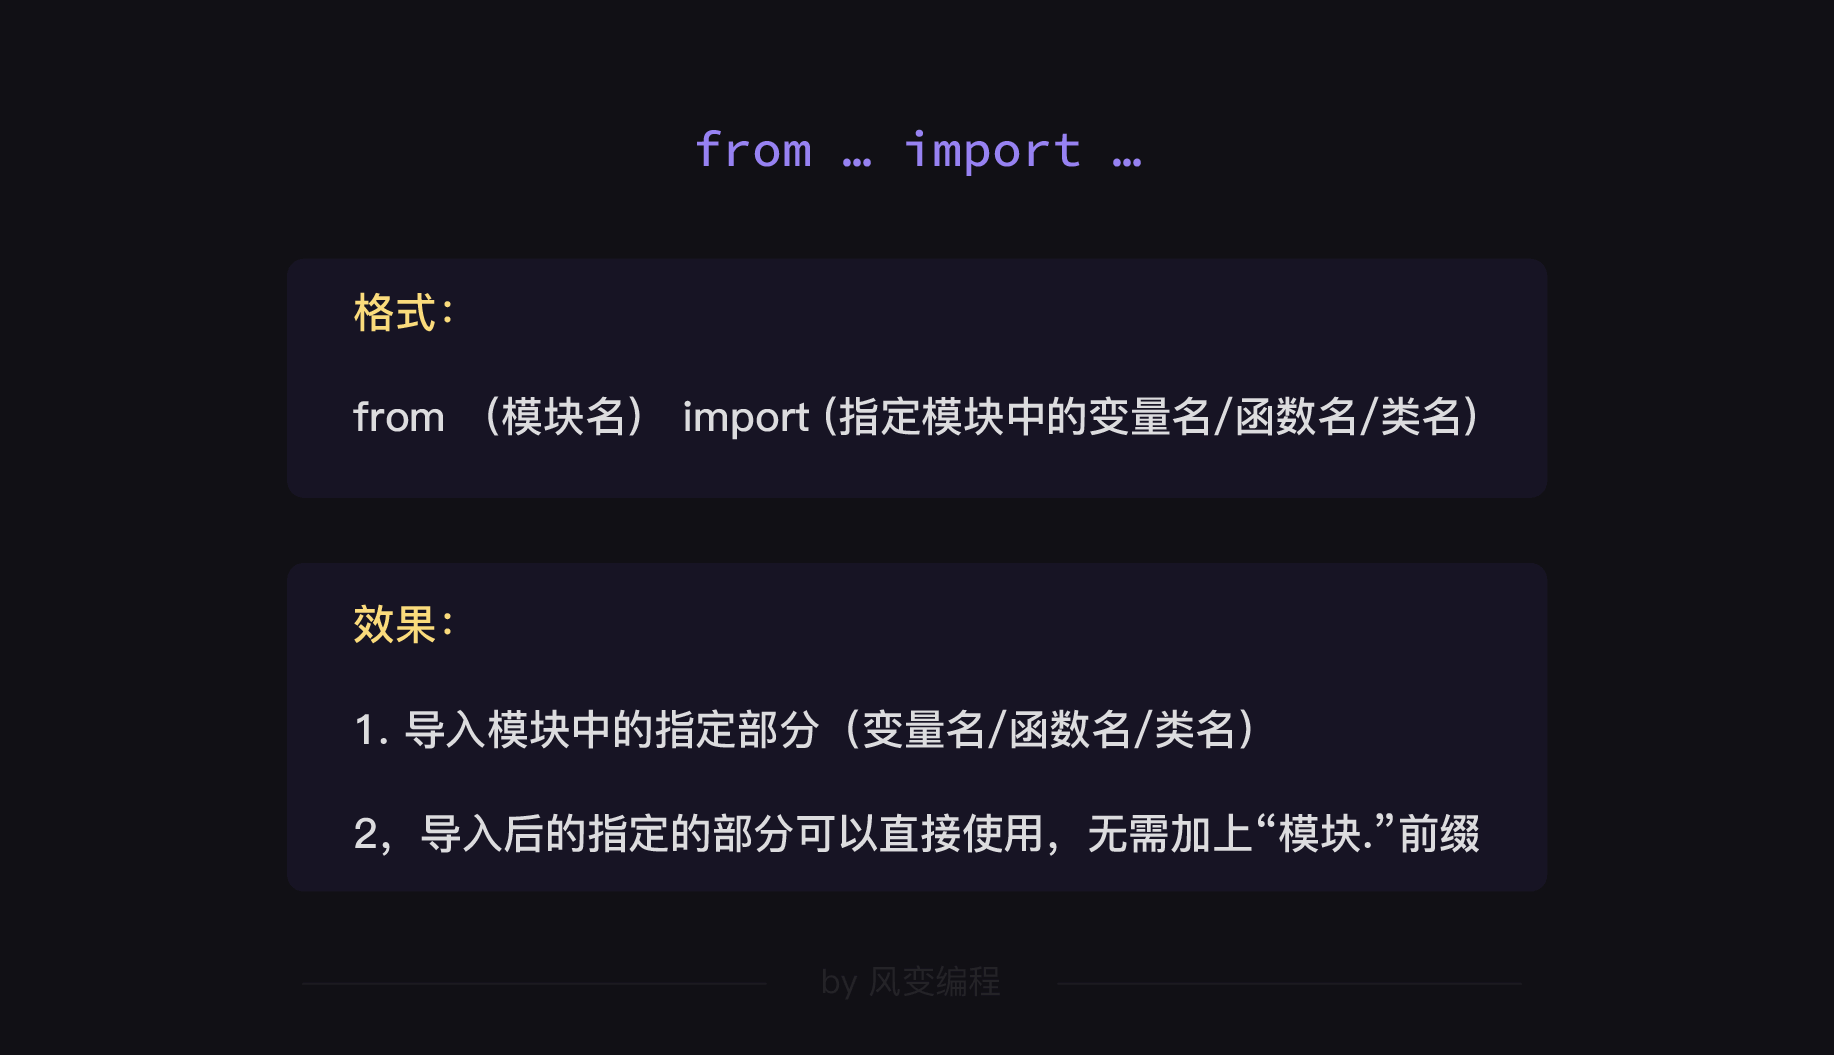 from … import …
格式：
from （模块名） import (指定模块中的变量名/函数名/类名)
效果：
1. 导入模块中的指定部分（变量名/函数名/类名）
2，导入后的指定的部分可以直接使用，无需加上“模块.”前缀
by 风变编程